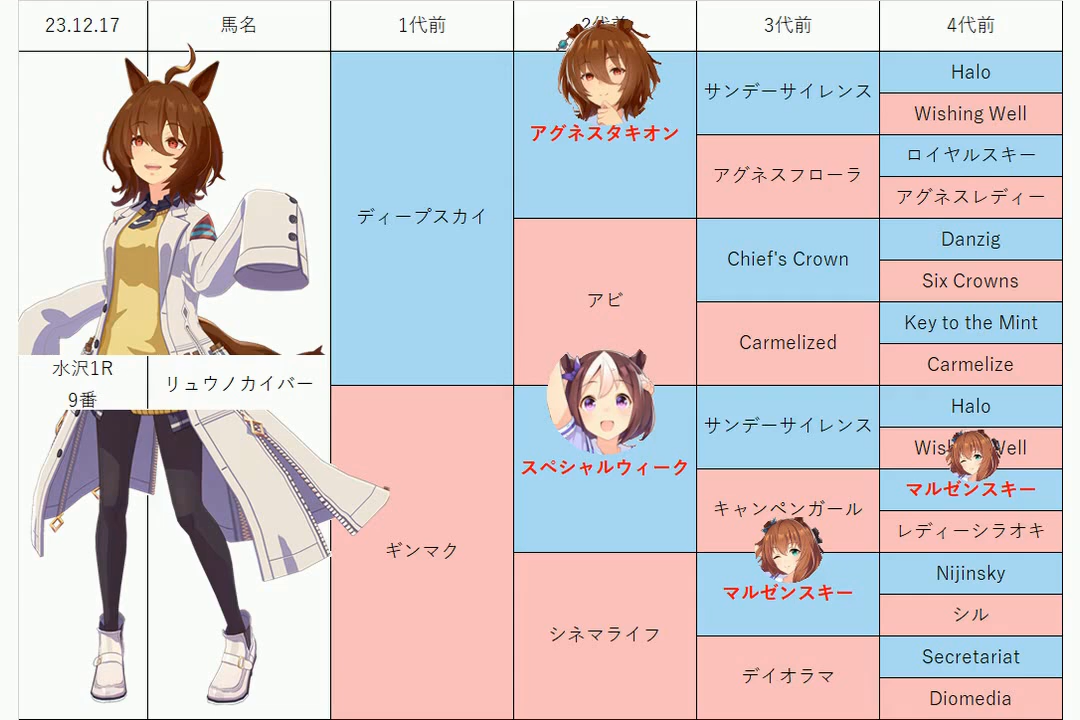 23.12.17 馬名 1代前 2代前 3代前 4代前
水沢1R
9番
リュウノカイバー
ディープスカイ
アグネスタキオン
サンデーサイレンス
Halo
Wishing Well
アグネスフローラ
ロイヤルスキー
アグネスレディー
アビ
Chief's Crown
Danzig
Six Crowns
Carmelized
Key to the Mint
Carmelize
ギンマク
スペシャルウィーク
サンデーサイレンス
Halo
Wishing Well
キャンペンガール
マルゼンスキー
レディーシラオキ
シネマライフ
マルゼンスキー
Nijinsky
シル
デイオラマ
Secretariat
Diomedia